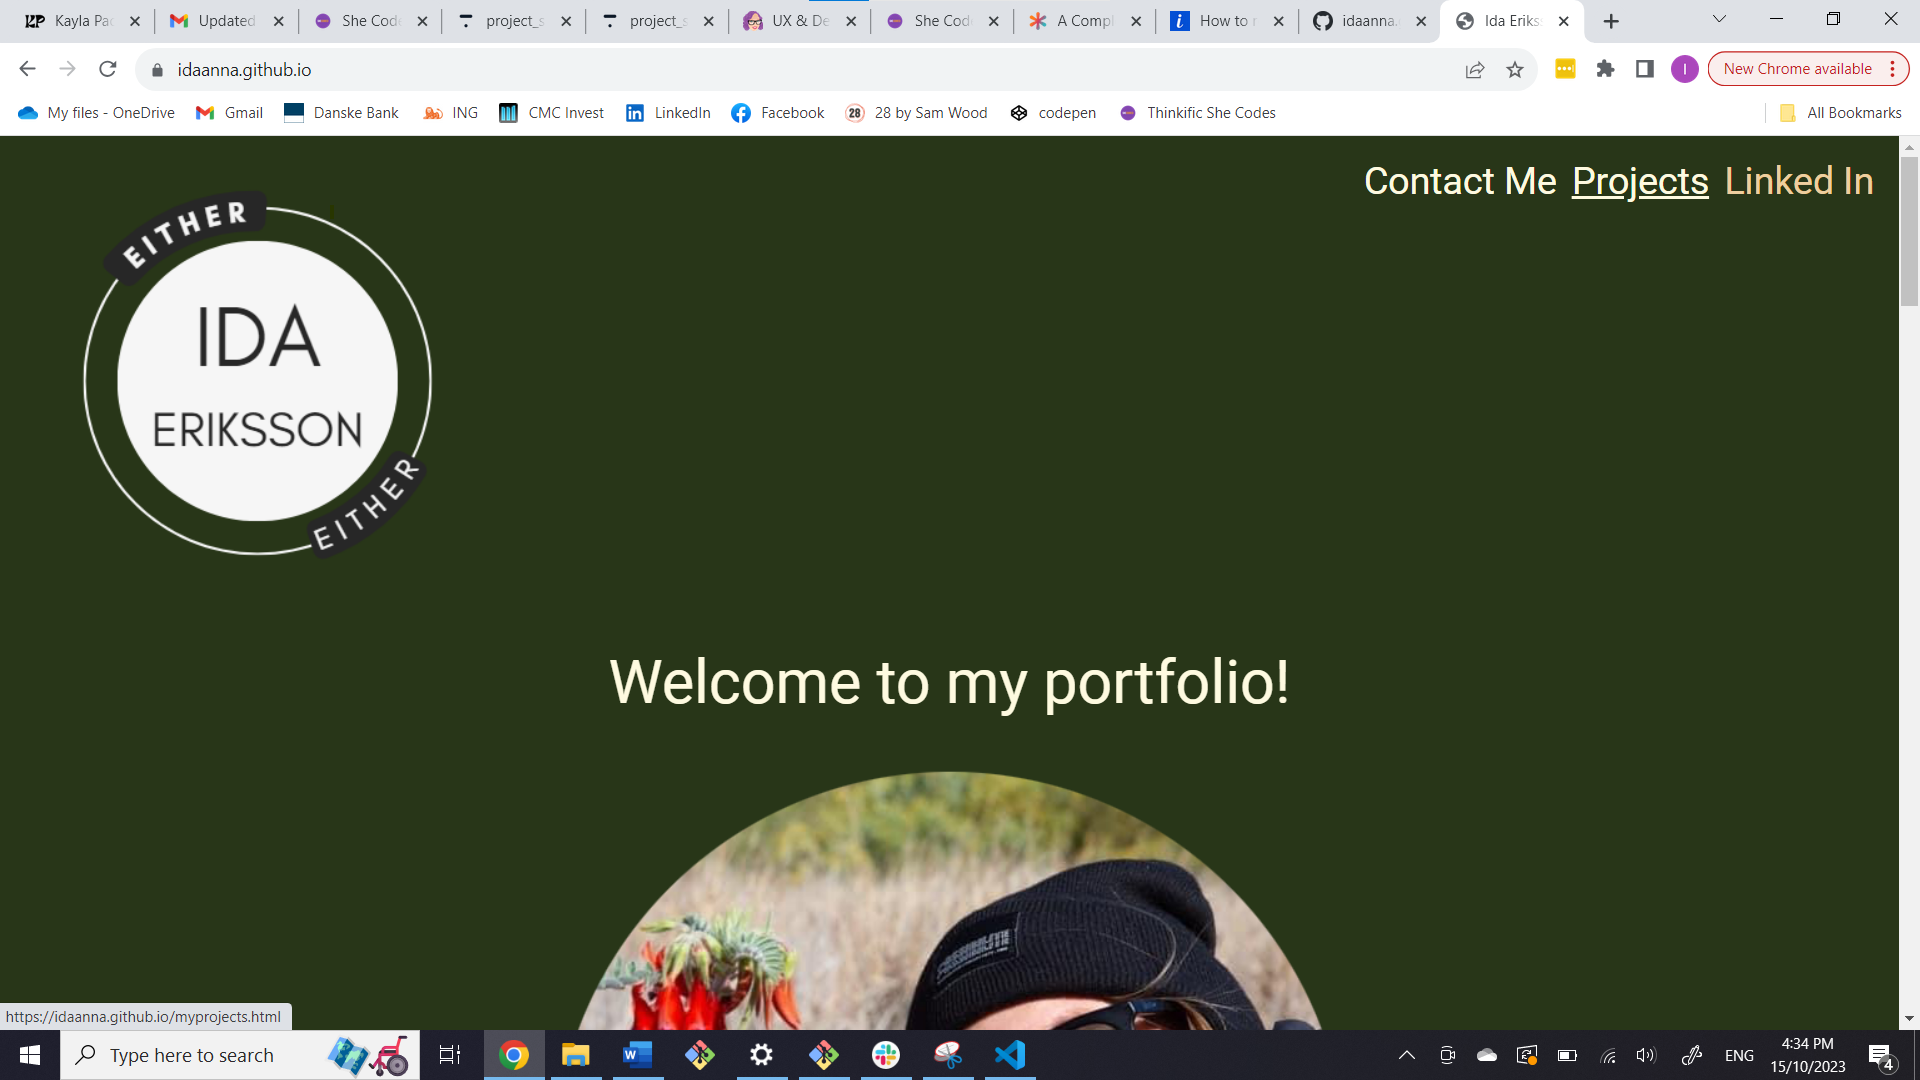 Kayla Pac
Updated
She Code
project_s
project_s
UX & De
She Cod
A Compl
How to r
idaanna.
Ida Eriks
idaanna.github.io
I
New Chrome available
My files - OneDrive
Gmail
Danske Bank
ING
CMC Invest
LinkedIn
Facebook
28 by Sam Wood
codepen
Thinkific She Codes
All Bookmarks
Contact Me Projects Linked In
EITHER
IDA
ERIKSSON
EITHER
Welcome to my portfolio!
https://idaanna.github.io/myprojects.html
Type here to search
ENG
4:34 PM
15/10/2023
4